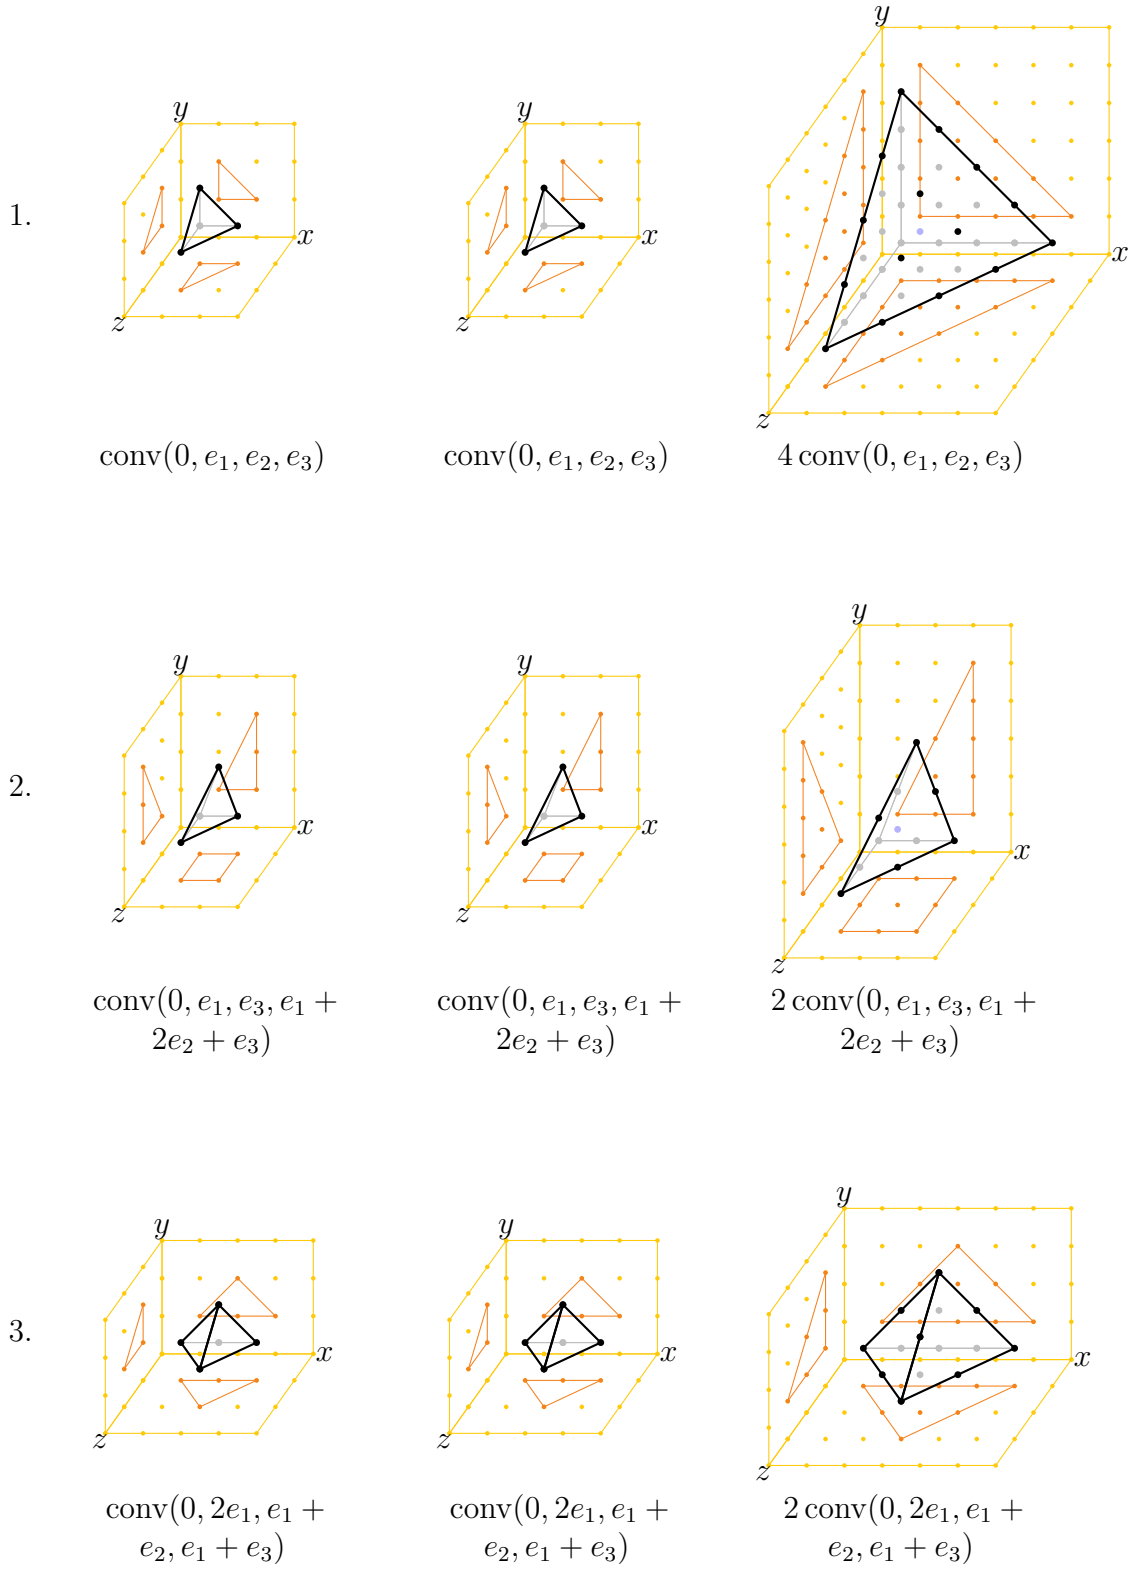 y y y
1. x x x
z z z
conv(0, e₁, e₂, e₃) conv(0, e₁, e₂, e₃) 4 conv(0, e₁, e₂, e₃)
y y y
2. x x x
z z z
conv(0, e₁, e₃, e₁ + conv(0, e₁, e₃, e₁ + 2 conv(0, e₁, e₃, e₁ +
2e₂ + e₃) 2e₂ + e₃) 2e₂ + e₃)
y y y
3. x x x
z z z
conv(0, 2e₁, e₁ + conv(0, 2e₁, e₁ + 2 conv(0, 2e₁, e₁ +
e₂, e₁ + e₃) e₂, e₁ + e₃) e₂, e₁ + e₃)